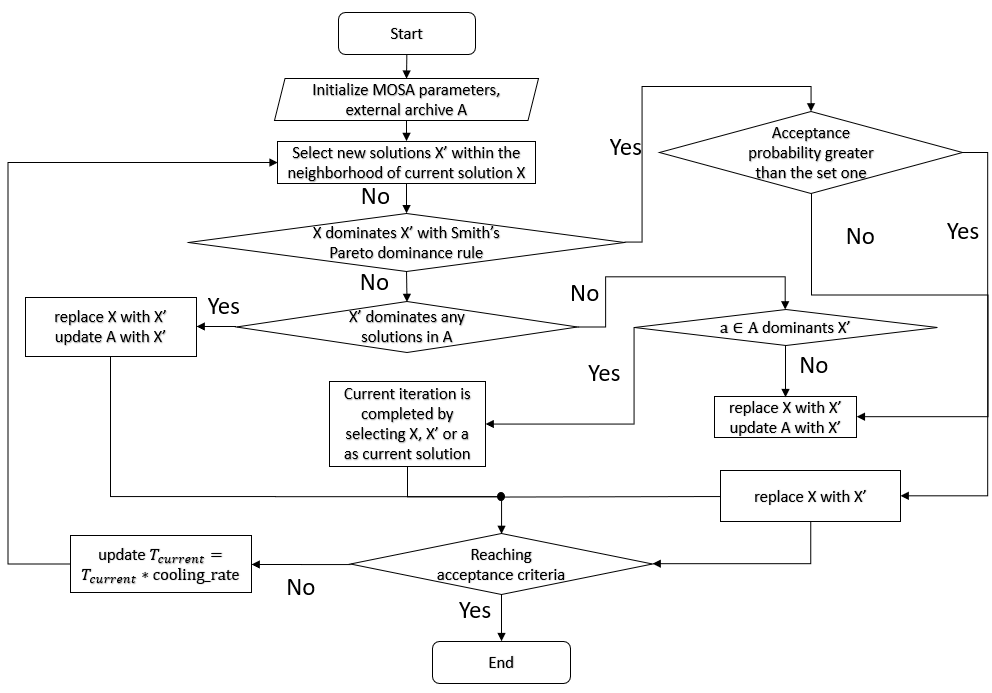 Start
Initialize MOSA parameters,
external archive A
Select new solutions X′ within the
neighborhood of current solution X
No
X dominates X′ with Smith's
Pareto dominance rule
Yes
Acceptance
probability greater
than the set one
No
Yes
No
X′ dominates any
solutions in A
Yes
replace X with X′
update A with X′
No
a ∈ A dominants X′
Yes
No
Current iteration is
completed by
selecting X, X′ or a
as current solution
replace X with X′
update A with X′
replace X with X′
Reaching
acceptance criteria
No
update T_current =
T_current * cooling_rate
Yes
End